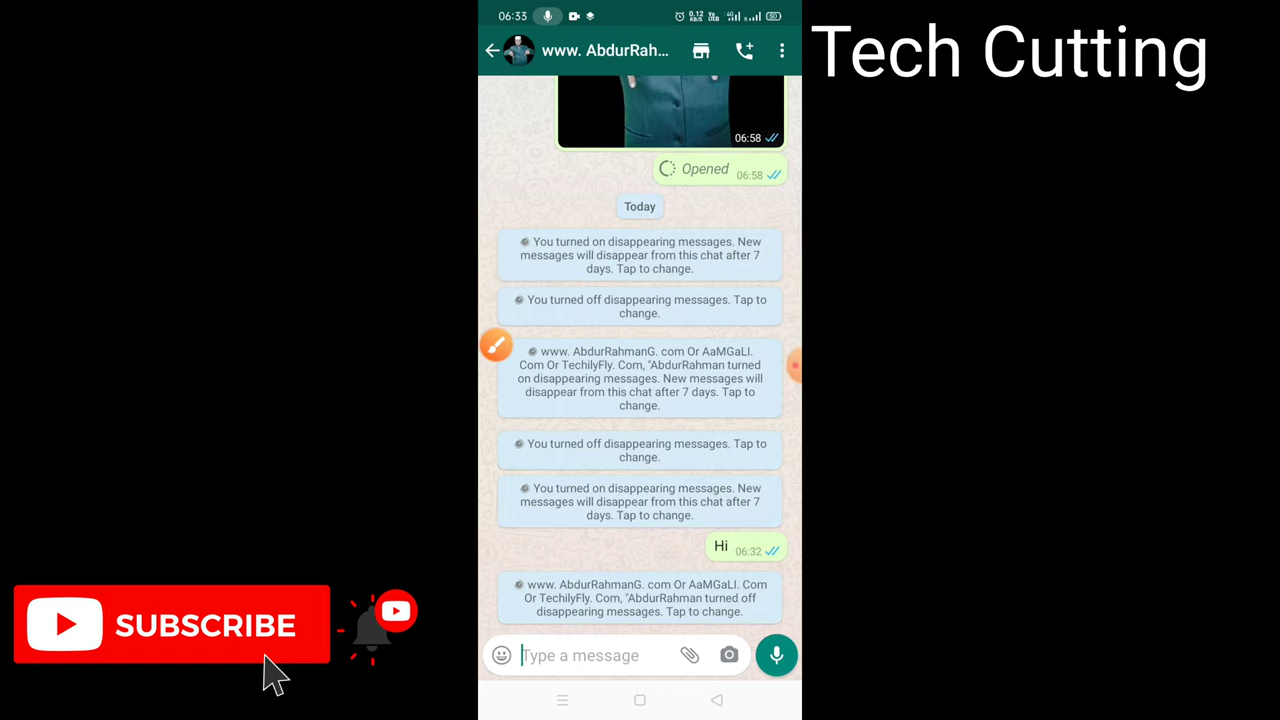 06:33
0.12 KB/S
Yo LTE
4G
Tech Cutting
www. AbdurRah...
06:58
Opened 06:58
Today
You turned on disappearing messages. New
messages will disappear from this chat after 7
days. Tap to change.
You turned off disappearing messages. Tap to
change.
www. AbdurRahmanG. com Or AaMGaLI.
Com Or TechilyFly. Com, "AbdurRahman turned
on disappearing messages. New messages will
disappear from this chat after 7 days. Tap to
change.
You turned off disappearing messages. Tap to
change.
You turned on disappearing messages. New
messages will disappear from this chat after 7
days. Tap to change.
Hi 06:32
www. AbdurRahmanG. com Or AaMGaLI. Com
Or TechilyFly. Com, "AbdurRahman turned off
disappearing messages. Tap to change.
Type a message
SUBSCRIBE